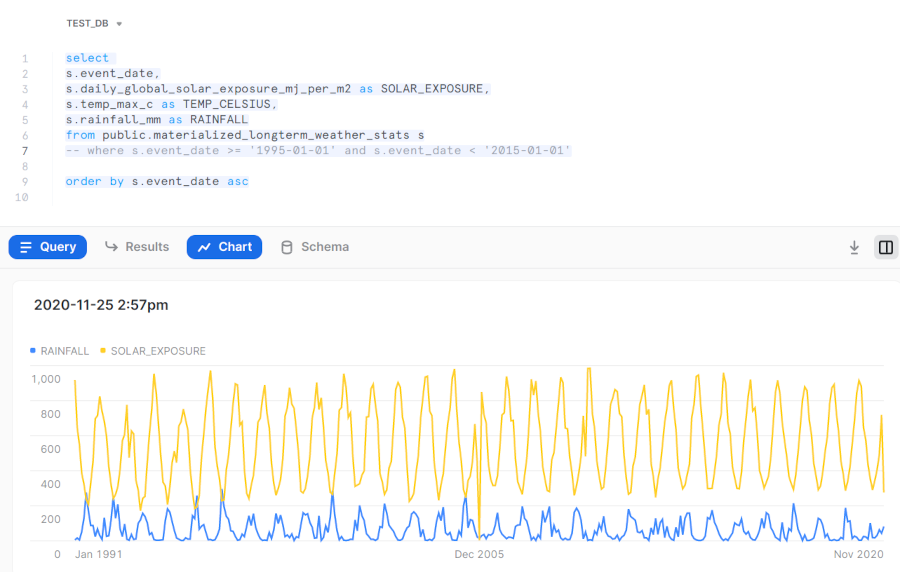 TEST_DB
1 select
2 s.event_date,
3 s.daily_global_solar_exposure_mj_per_m2 as SOLAR_EXPOSURE,
4 s.temp_max_c as TEMP_CELSIUS,
5 s.rainfall_mm as RAINFALL
6 from public.materialized_longterm_weather_stats s
7 -- where s.event_date >= '1995-01-01' and s.event_date < '2015-01-01'
8
9 order by s.event_date asc
10
Query Results Chart Schema
2020-11-25 2:57pm
RAINFALL SOLAR_EXPOSURE
1,000
800
600
400
200
0 Jan 1991 Dec 2005 Nov 2020